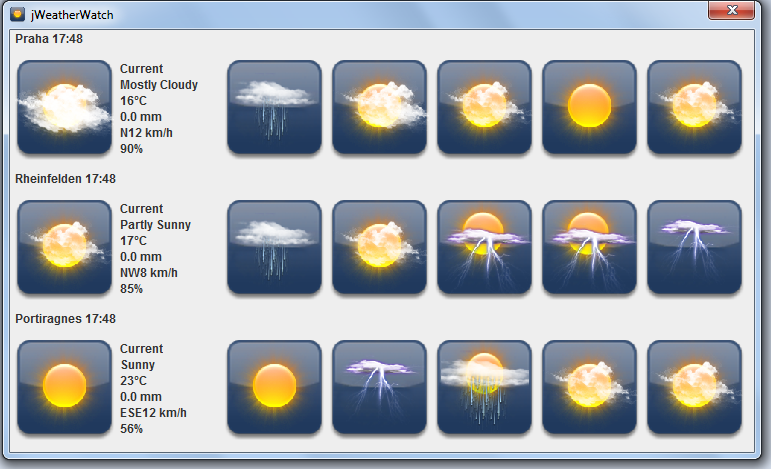 jWeatherWatch
Praha 17:48
Current
Mostly Cloudy
16°C
0.0 mm
N12 km/h
90%
Rheinfelden 17:48
Current
Partly Sunny
17°C
0.0 mm
NW8 km/h
85%
Portiragnes 17:48
Current
Sunny
23°C
0.0 mm
ESE12 km/h
56%